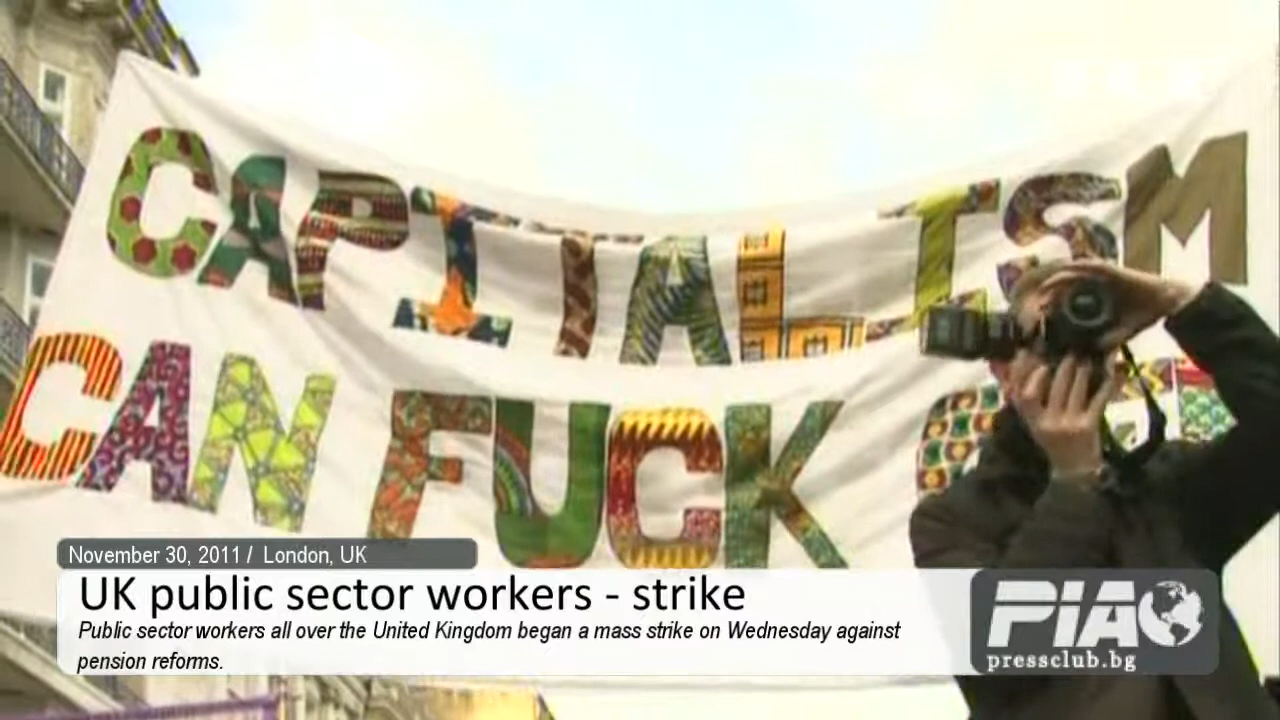 CAPITALISM
CAN FUCK
November 30, 2011 / London, UK
UK public sector workers - strike
Public sector workers all over the United Kingdom began a mass strike on Wednesday against
pension reforms.
PIA
pressclub.bg